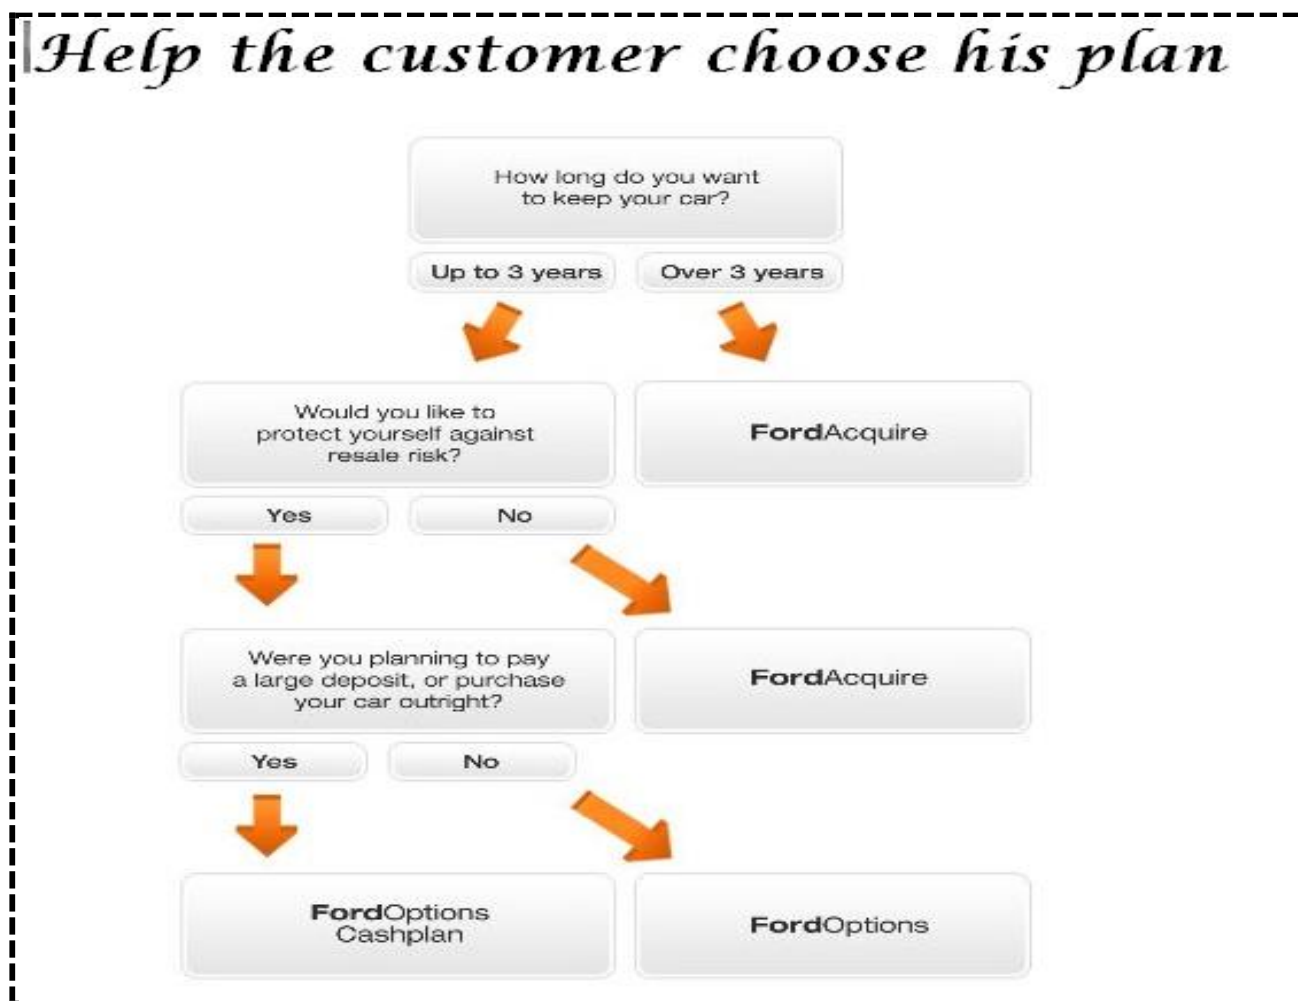 Help the customer choose his plan
How long do you want
to keep your car?
Up to 3 years
Over 3 years
Would you like to
protect yourself against
resale risk?
FordAcquire
Yes
No
Were you planning to pay
a large deposit, or purchase
your car outright?
FordAcquire
Yes
No
FordOptions
Cashplan
FordOptions